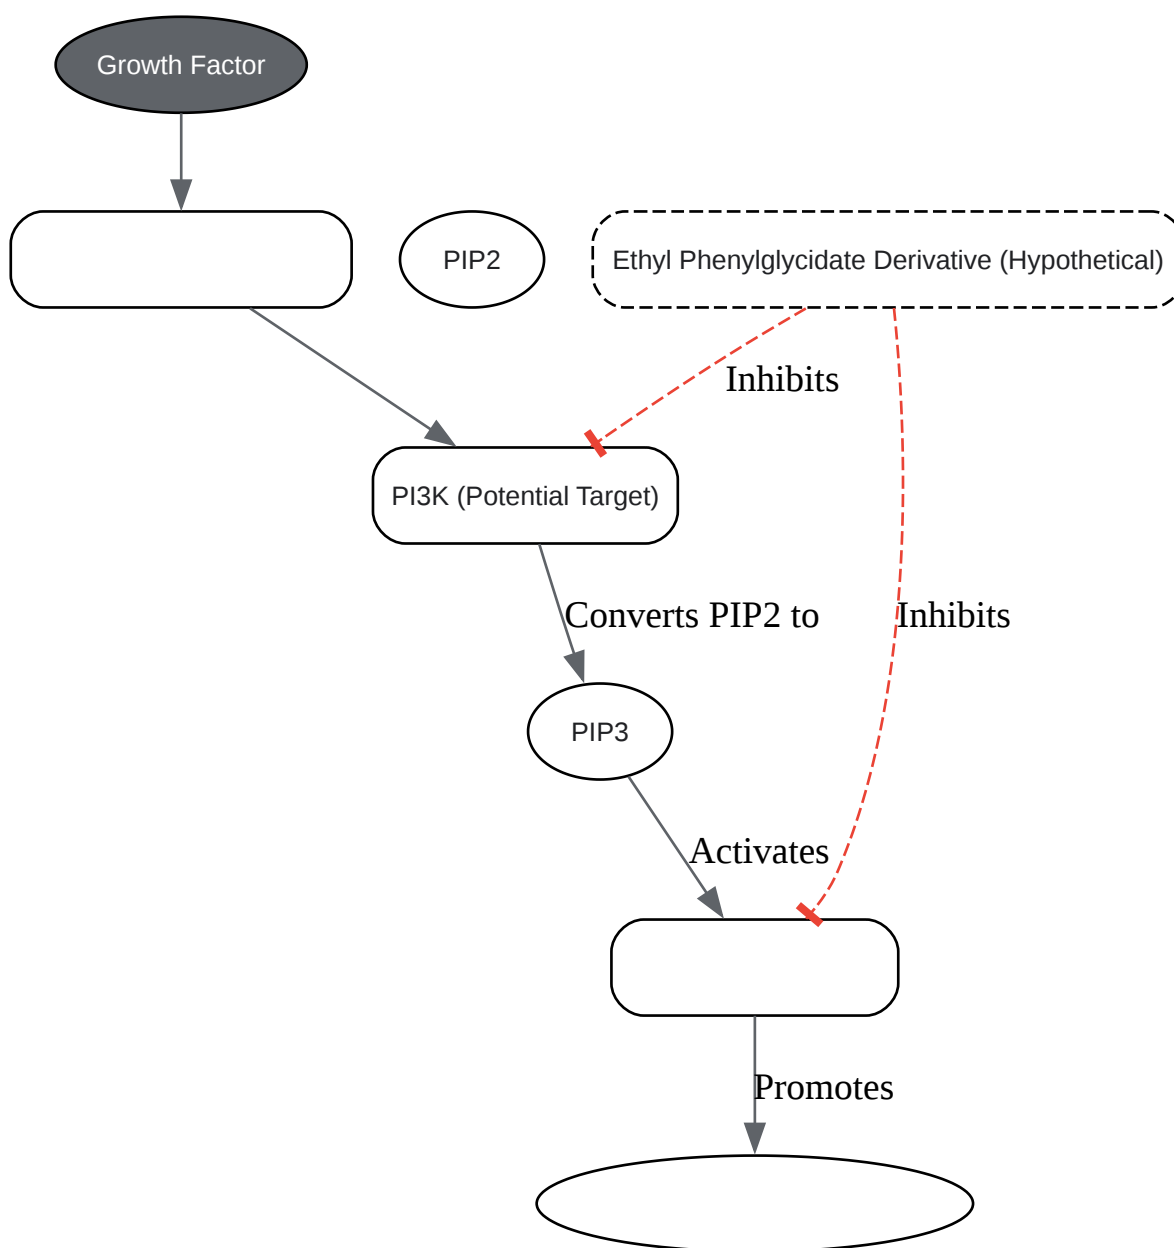 Growth Factor
PIP2
Ethyl Phenylglycidate Derivative (Hypothetical)
Inhibits
PI3K (Potential Target)
Converts PIP2 to
Inhibits
PIP3
Activates
Promotes